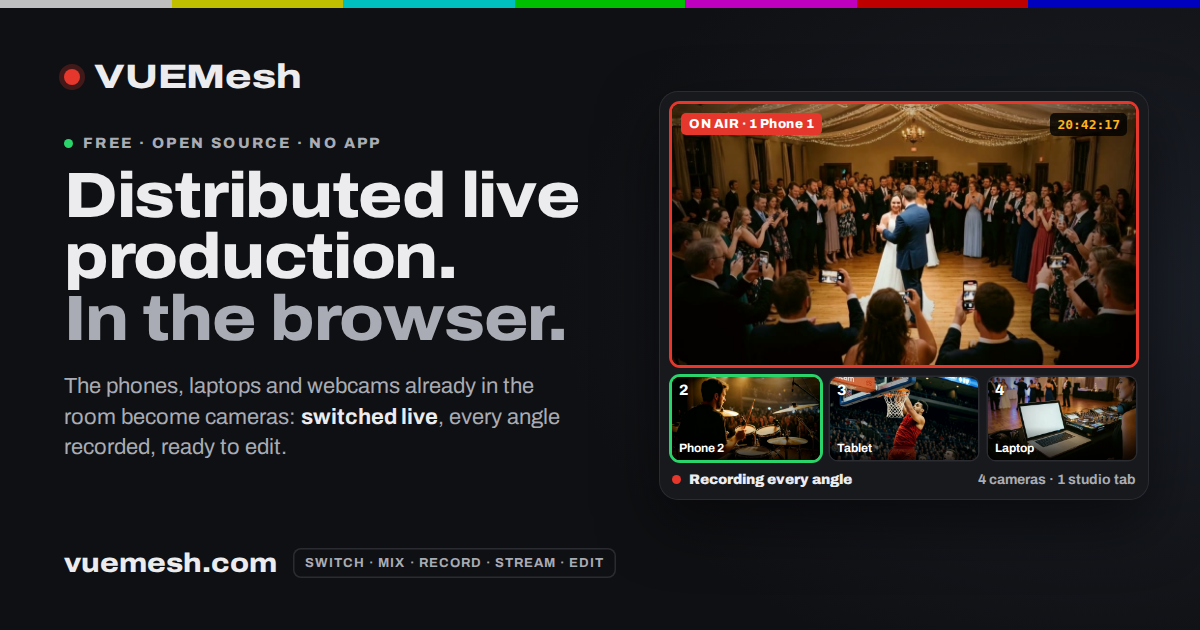 VUEMesh
FREE · OPEN SOURCE · NO APP
Distributed live
production.
In the browser.
The phones, laptops and webcams already in the
room become cameras: switched live, every angle
recorded, ready to edit.
vuemesh.com
SWITCH · MIX · RECORD · STREAM · EDIT
ON AIR · 1 Phone 1
20:42:17
2
Phone 2
3
Tablet
4
Laptop
Recording every angle
4 cameras · 1 studio tab